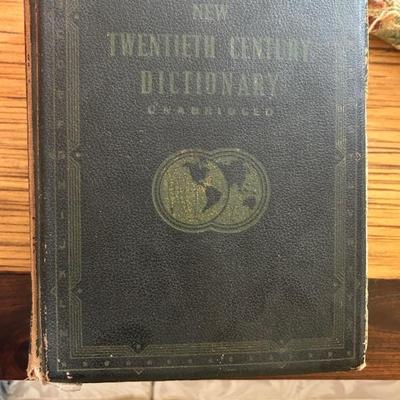 NEW
TWENTIETH CENTURY
DICTIONARY
UNABRIDGED